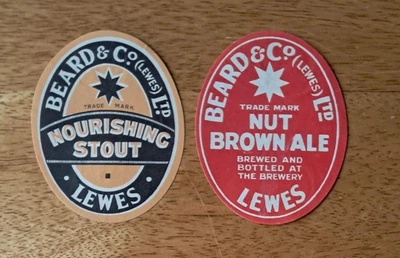 BEARD & Co (LEWES) LTD
TRADE MARK
NOURISHING
STOUT
LEWES
BEARD & Co (LEWES) LTD
TRADE MARK
NUT
BROWN ALE
BREWED AND
BOTTLED AT
THE BREWERY
LEWES